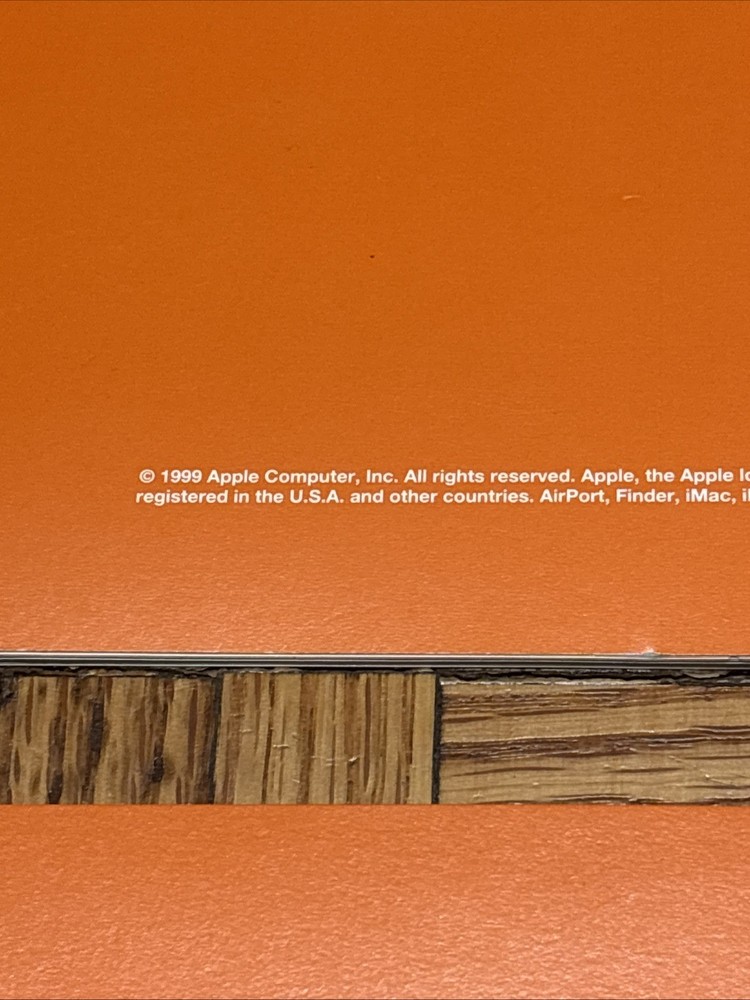 © 1999 Apple Computer, Inc. All rights reserved. Apple, the Apple
registered in the U.S.A. and other countries. AirPort, Finder, iMac,